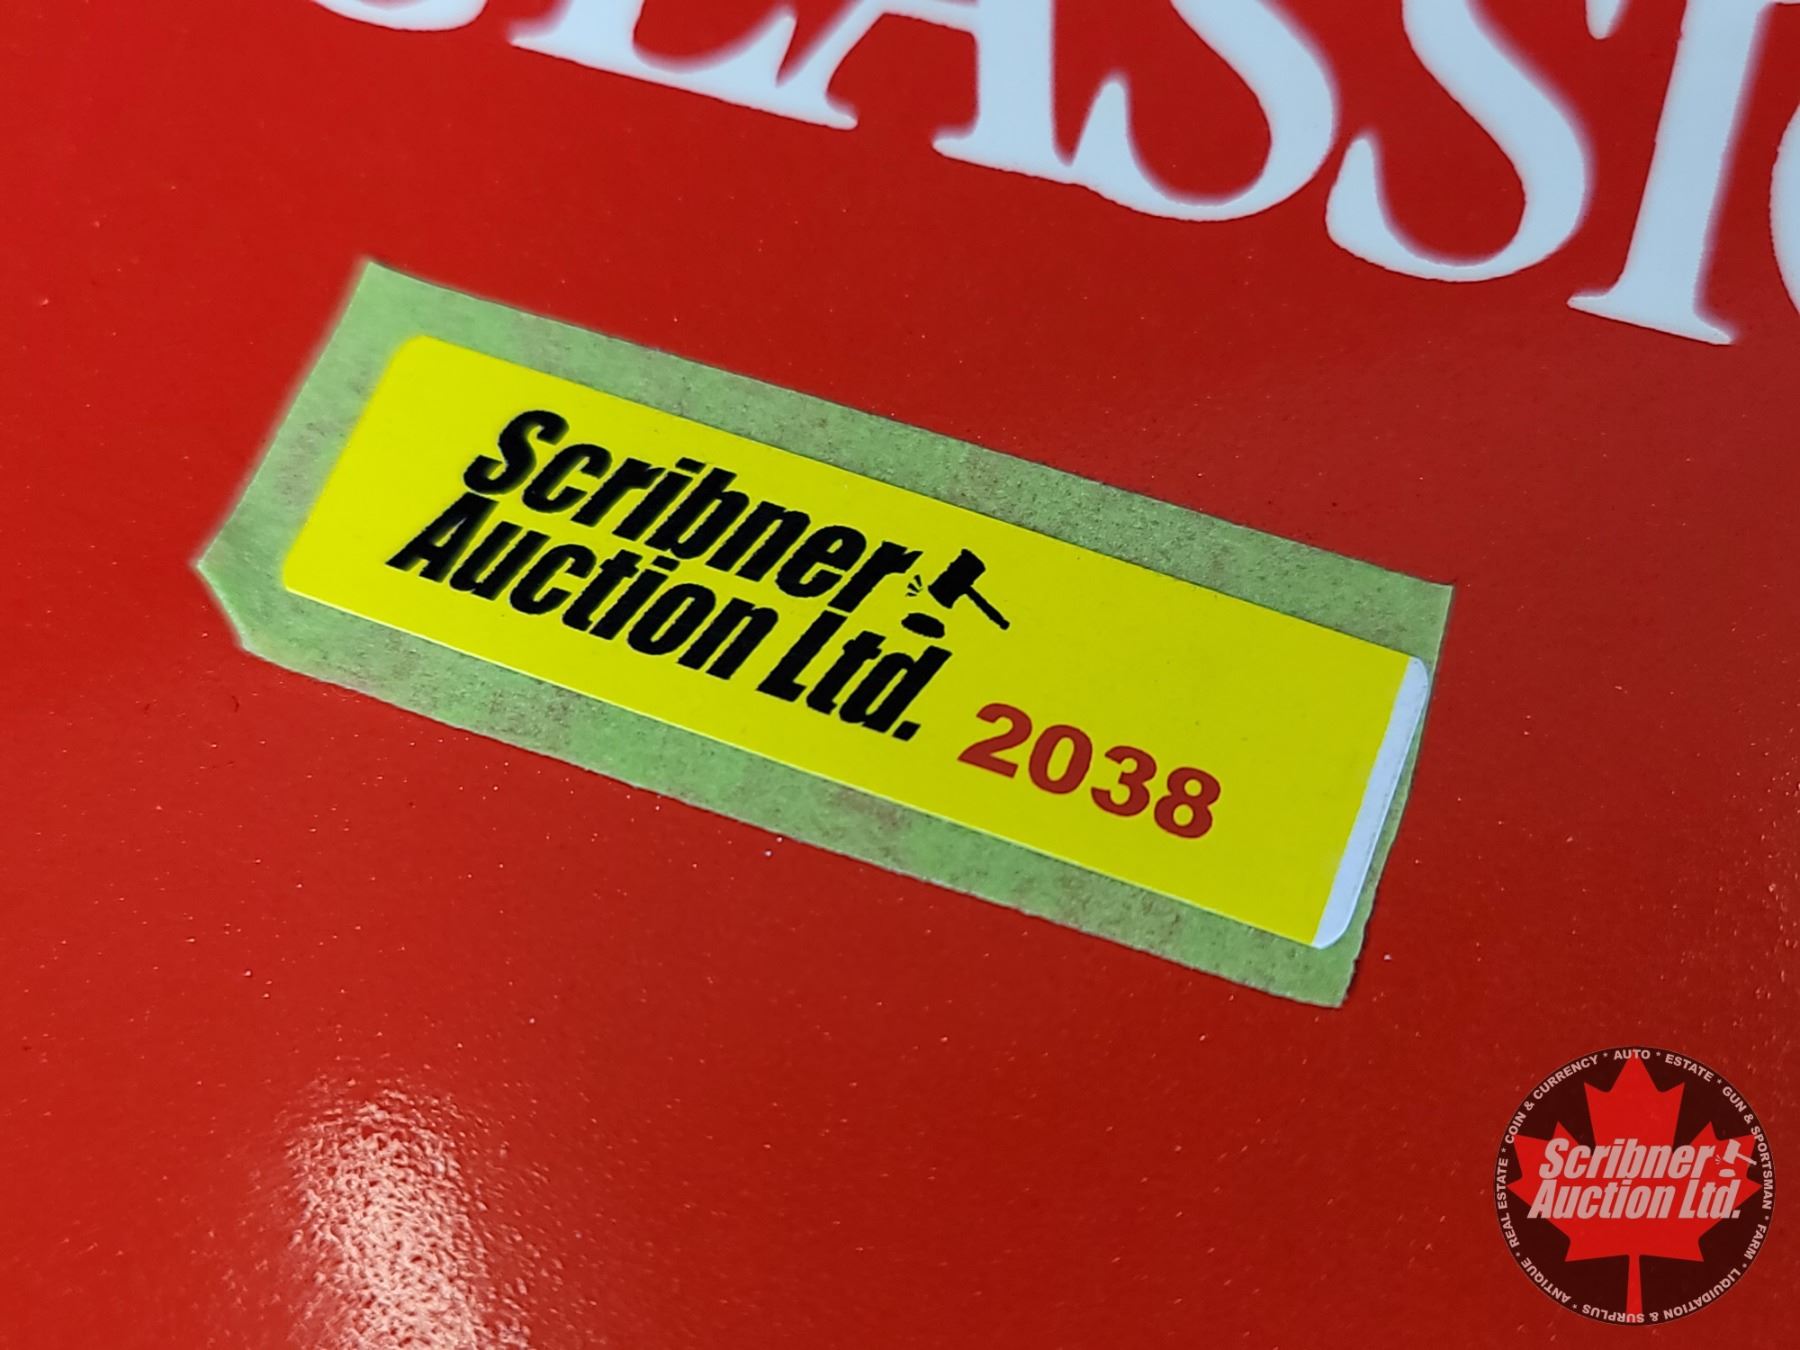 CLASSIC
Scribner
Auction Ltd.
2038
COIN & CURRENCY * AUTO * ESTATE * GUN & SPORTSMAN * FARM * LIQUIDATION & SURPLUS * ANTIQUE * REAL ESTATE *
Scribner
Auction Ltd.